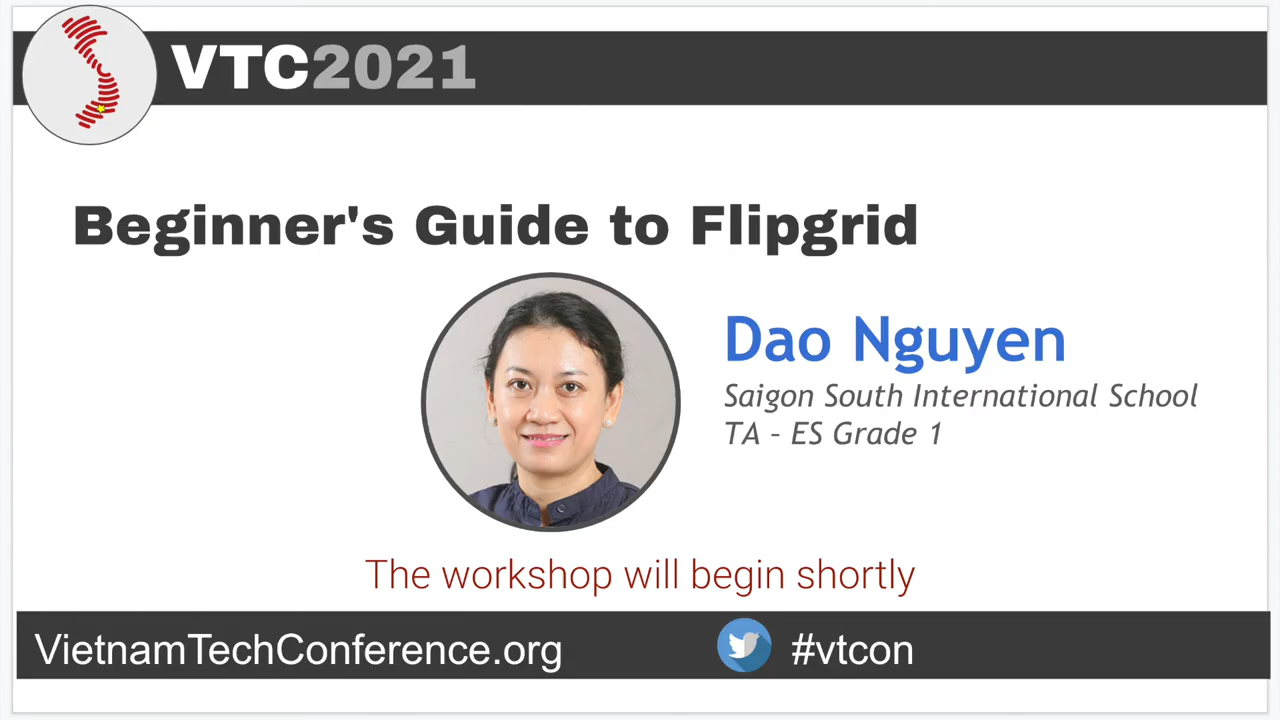 VTC2021
Beginner's Guide to Flipgrid
Dao Nguyen
Saigon South International School
TA – ES Grade 1
The workshop will begin shortly
VietnamTechConference.org
#vtcon